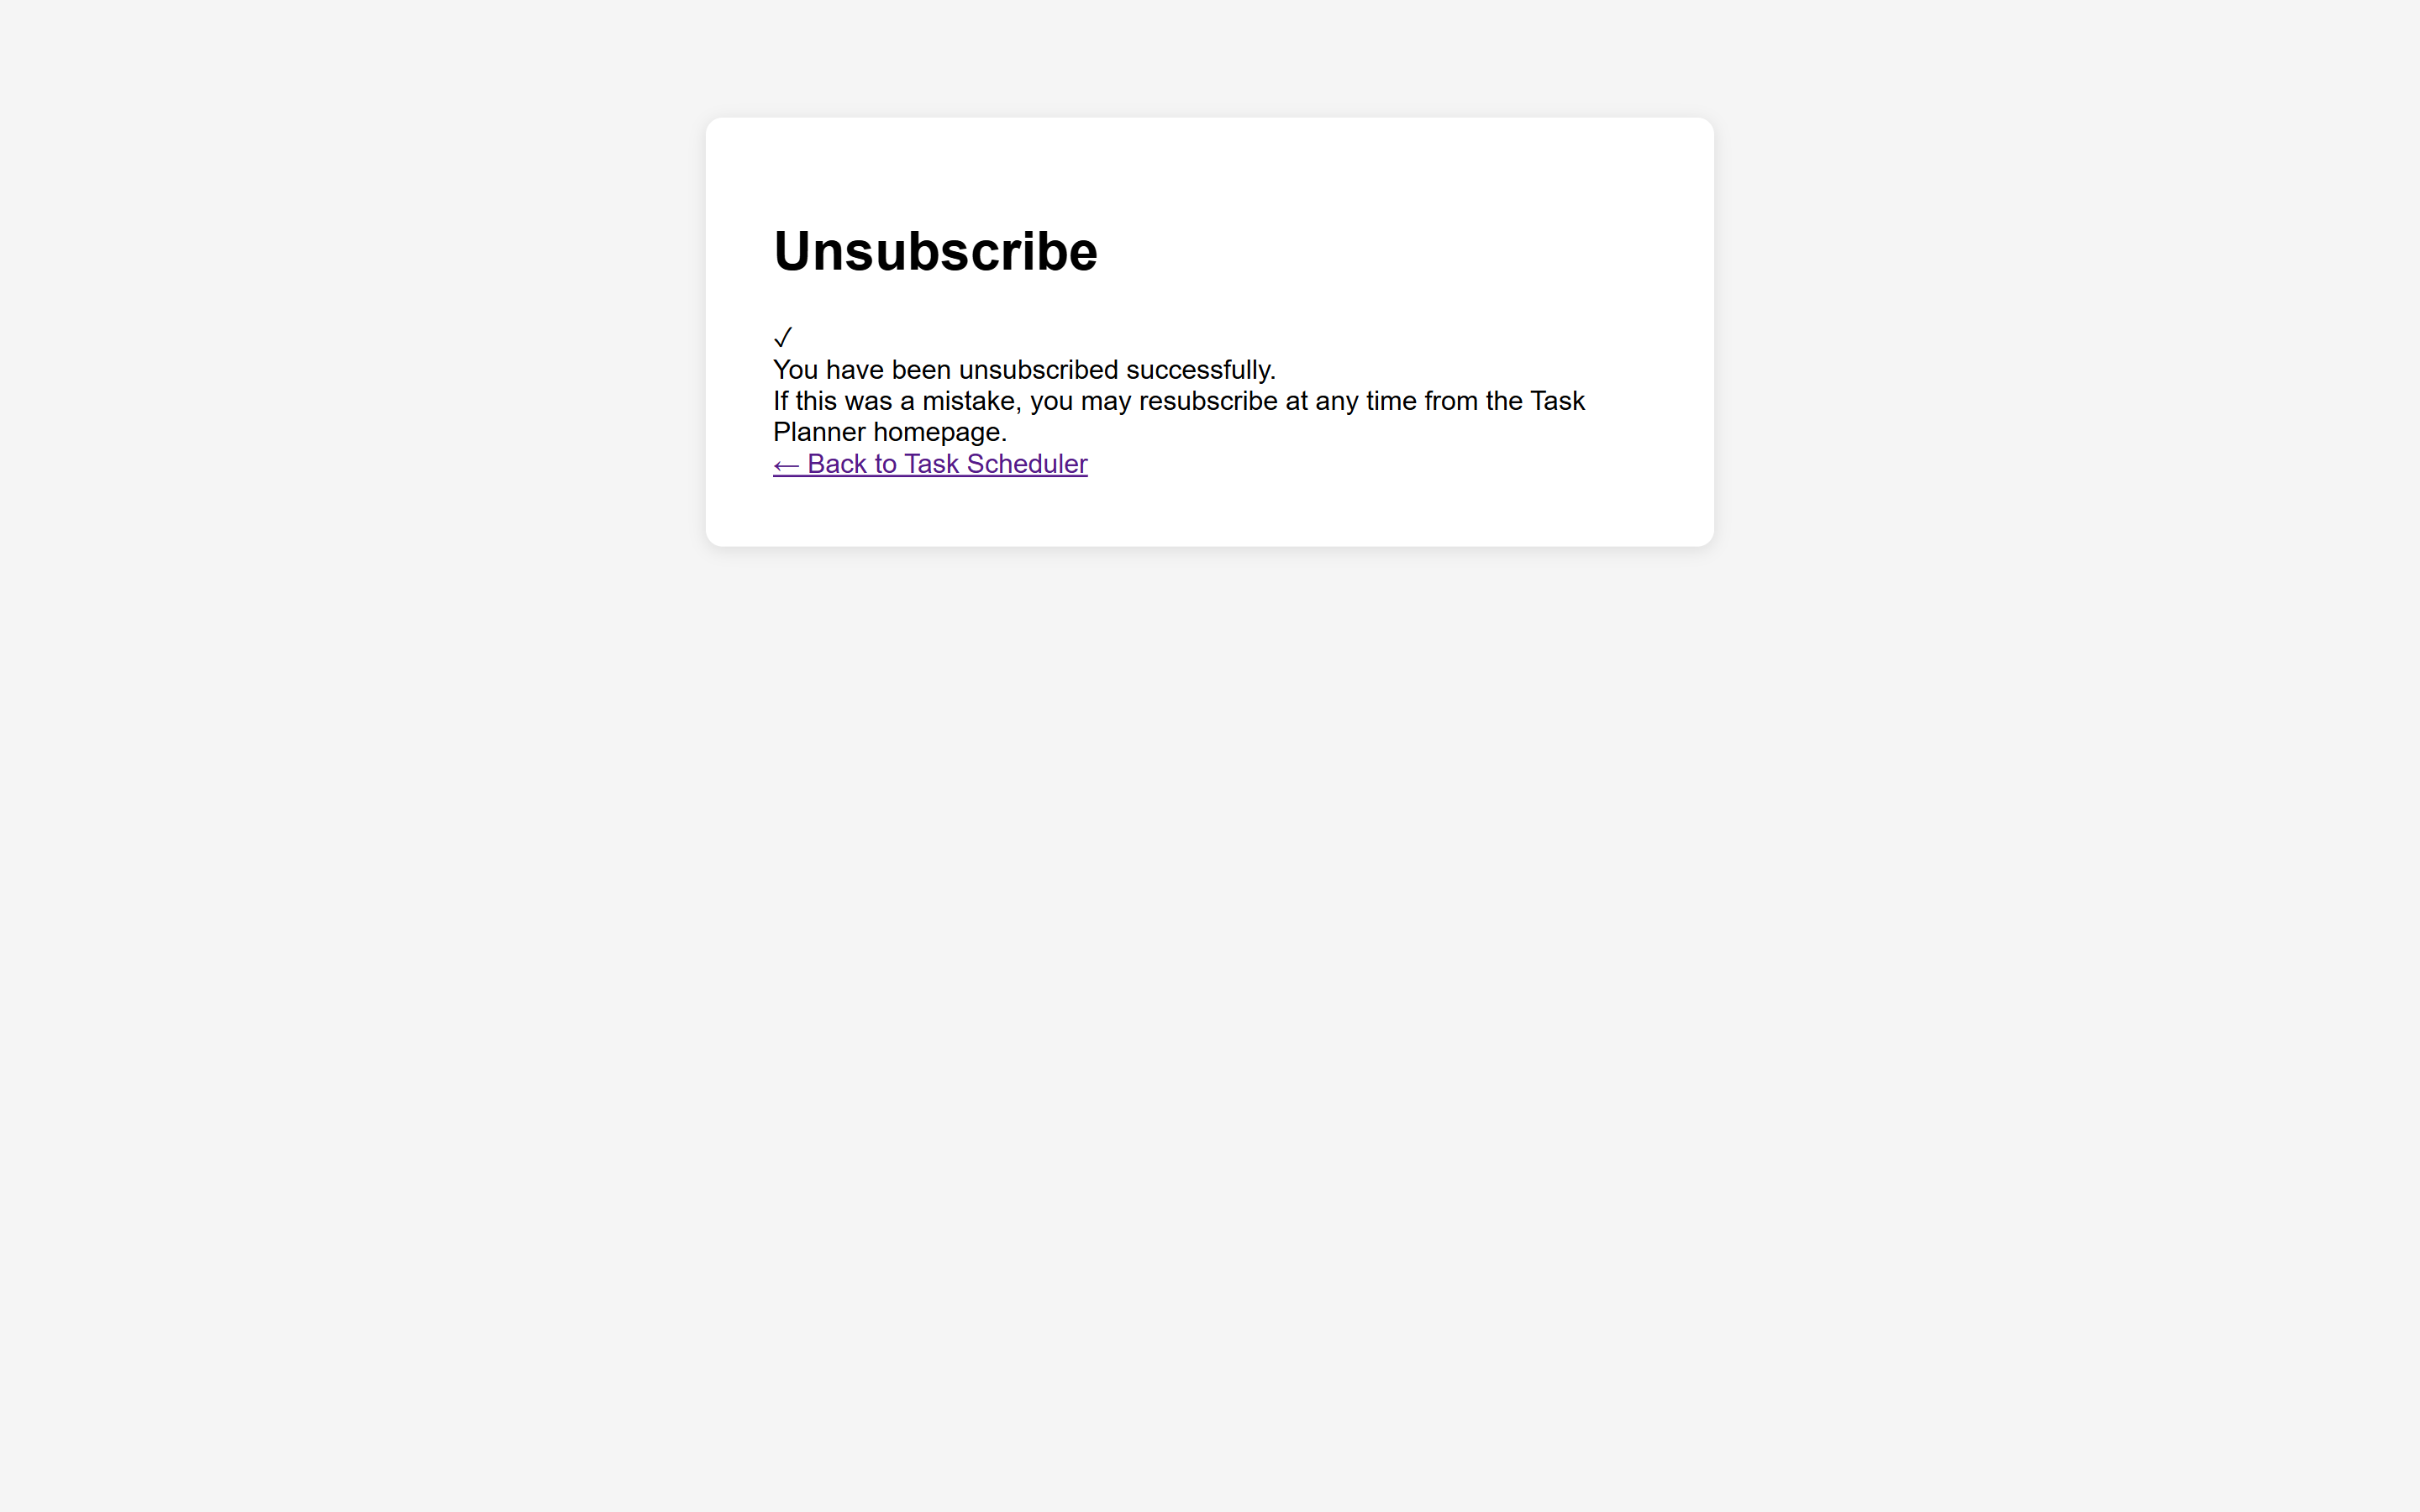 Unsubscribe
✓
You have been unsubscribed successfully.
If this was a mistake, you may resubscribe at any time from the Task
Planner homepage.
← Back to Task Scheduler